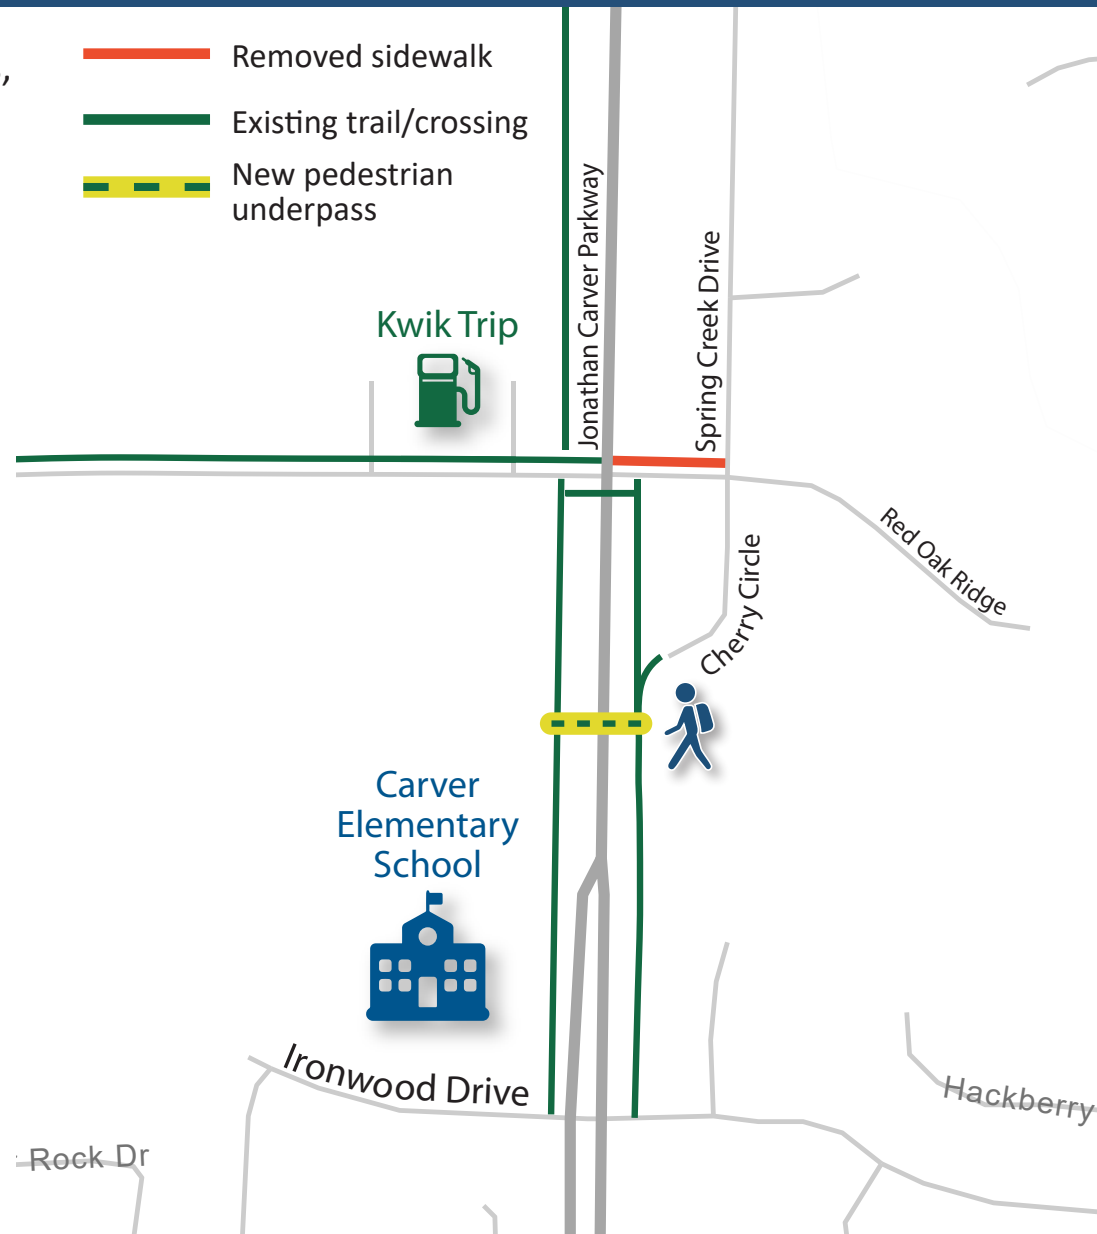 Removed sidewalk
Existing trail/crossing
New pedestrian
underpass
Jonathan Carver Parkway
Spring Creek Drive
Kwik Trip
Red Oak Ridge
Cherry Circle
Carver
Elementary
School
Ironwood Drive
Hackberry
Rock Dr